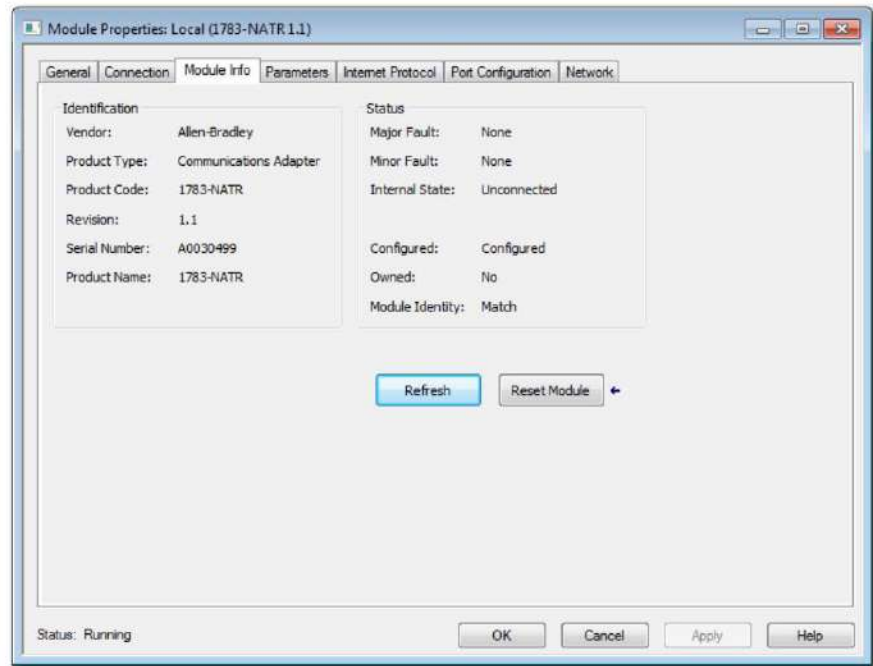 Module Properties: Local (1783-NATR 1.1)
General Connection Module Info Parameters Internet Protocol Port Configuration Network
Identification
Vendor: Allen-Bradley
Product Type: Communications Adapter
Product Code: 1783-NATR
Revision: 1.1
Serial Number: A0030499
Product Name: 1783-NATR
Status
Major Fault: None
Minor Fault: None
Internal State: Unconnected
Configured: Configured
Owned: No
Module Identity: Match
Refresh Reset Module
Status: Running
OK Cancel Apply Help